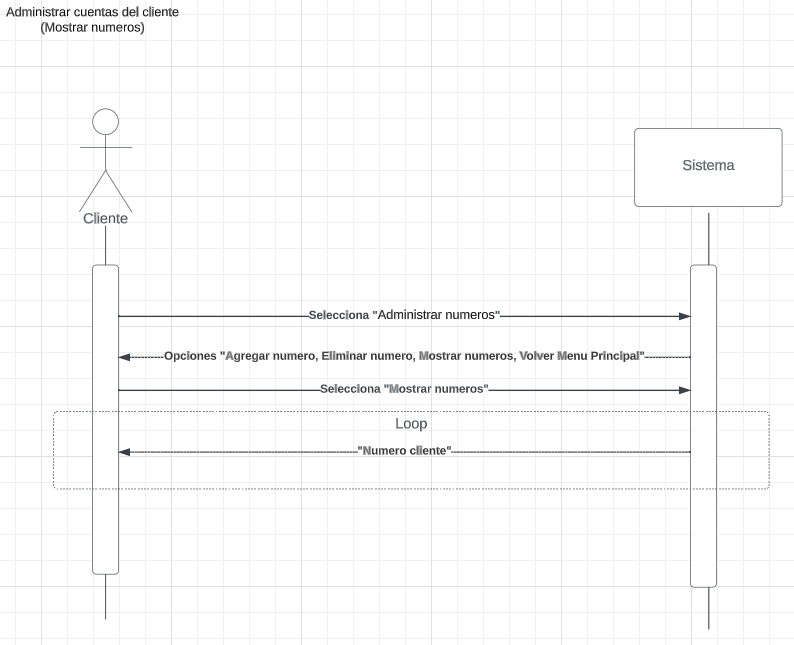 Administrar cuentas del cliente
(Mostrar numeros)
Cliente
Sistema
Selecciona "Administrar numeros"
Opciones "Agregar numero, Eliminar numero, Mostrar numeros, Volver Menu Principal"
Selecciona "Mostrar numeros"
Loop
"Numero cliente"